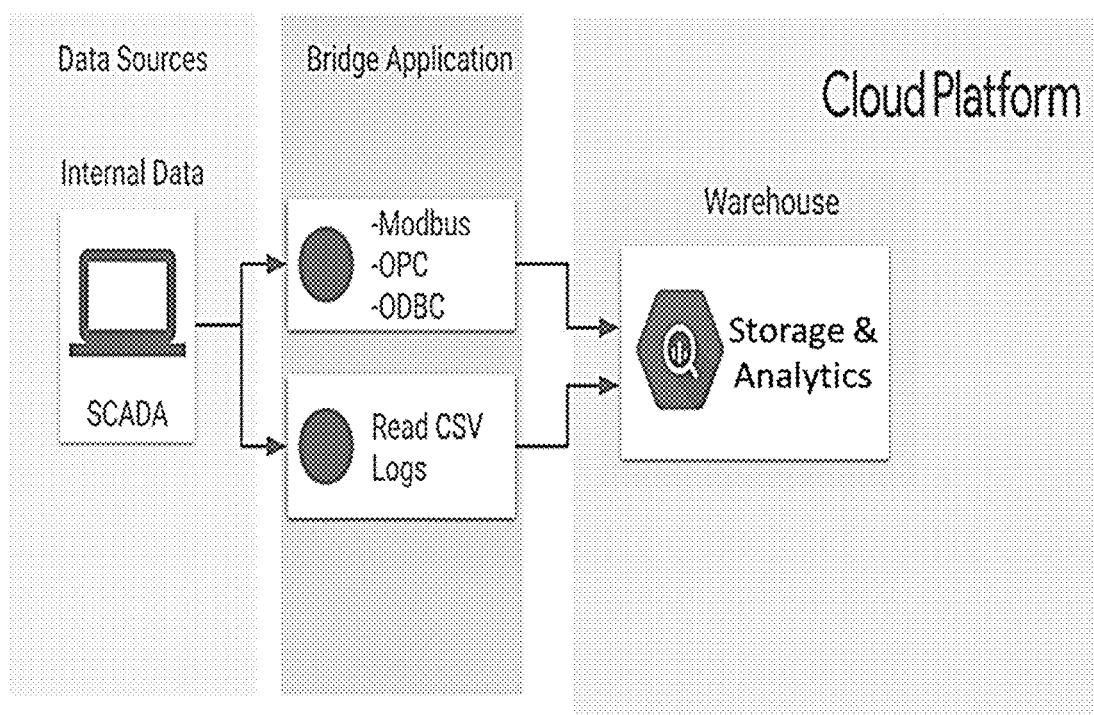 Data Sources
Bridge Application
Cloud Platform
Internal Data
SCADA
-Modbus
-OPC
-ODBC
Read CSV
Logs
Warehouse
Storage &
Analytics